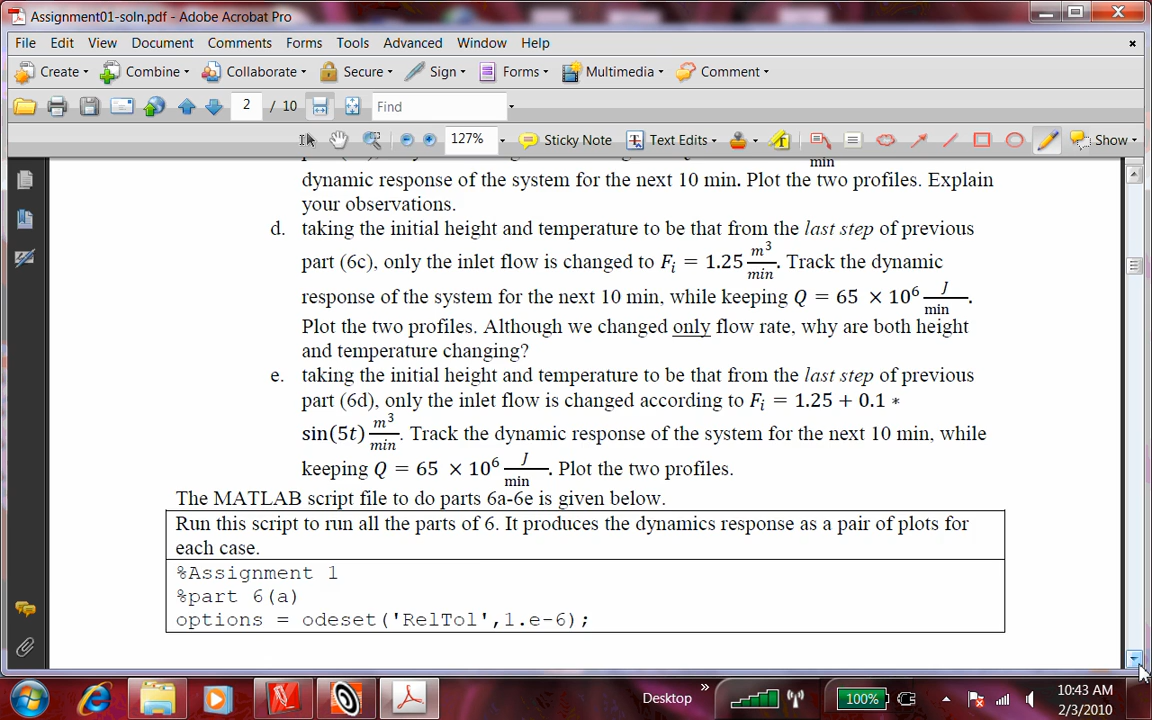 Assignment01-soln.pdf - Adobe Acrobat Pro
File Edit View Document Comments Forms Tools Advanced Window Help
Create Combine Collaborate Secure Sign Forms Multimedia Comment
2 / 10 Find
127% Sticky Note Text Edits Show
min
dynamic response of the system for the next 10 min. Plot the two profiles. Explain
your observations.
d. taking the initial height and temperature to be that from the last step of previous
part (6c), only the inlet flow is changed to F_i = 1.25 m³/min. Track the dynamic
response of the system for the next 10 min, while keeping Q = 65 × 10⁶ J/min.
Plot the two profiles. Although we changed only flow rate, why are both height
and temperature changing?
e. taking the initial height and temperature to be that from the last step of previous
part (6d), only the inlet flow is changed according to F_i = 1.25 + 0.1 *
sin(5t) m³/min. Track the dynamic response of the system for the next 10 min, while
keeping Q = 65 × 10⁶ J/min. Plot the two profiles.
The MATLAB script file to do parts 6a-6e is given below.
Run this script to run all the parts of 6. It produces the dynamics response as a pair of plots for
each case.
%Assignment 1
%part 6(a)
options = odeset('RelTol',1.e-6);
Desktop » 100% 10:43 AM
2/3/2010